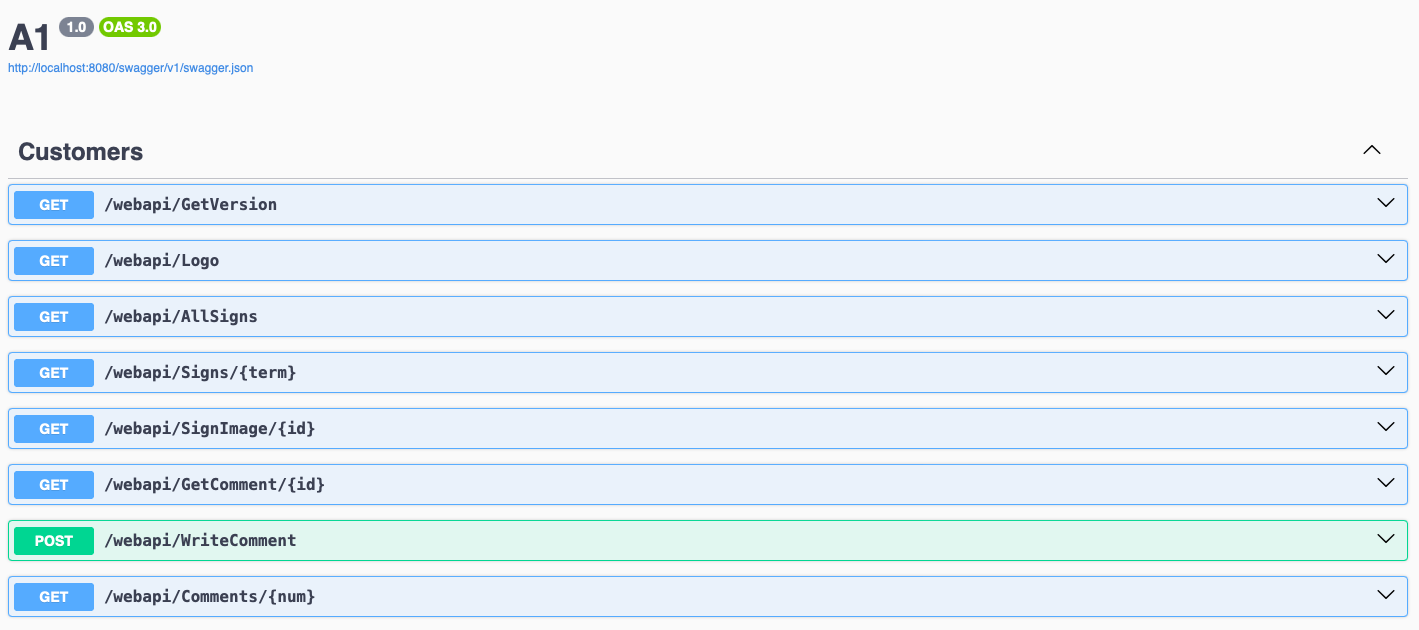 A1 1.0 OAS 3.0
http://localhost:8080/swagger/v1/swagger.json
Customers
GET /webapi/GetVersion
GET /webapi/Logo
GET /webapi/AllSigns
GET /webapi/Signs/{term}
GET /webapi/SignImage/{id}
GET /webapi/GetComment/{id}
POST /webapi/WriteComment
GET /webapi/Comments/{num}